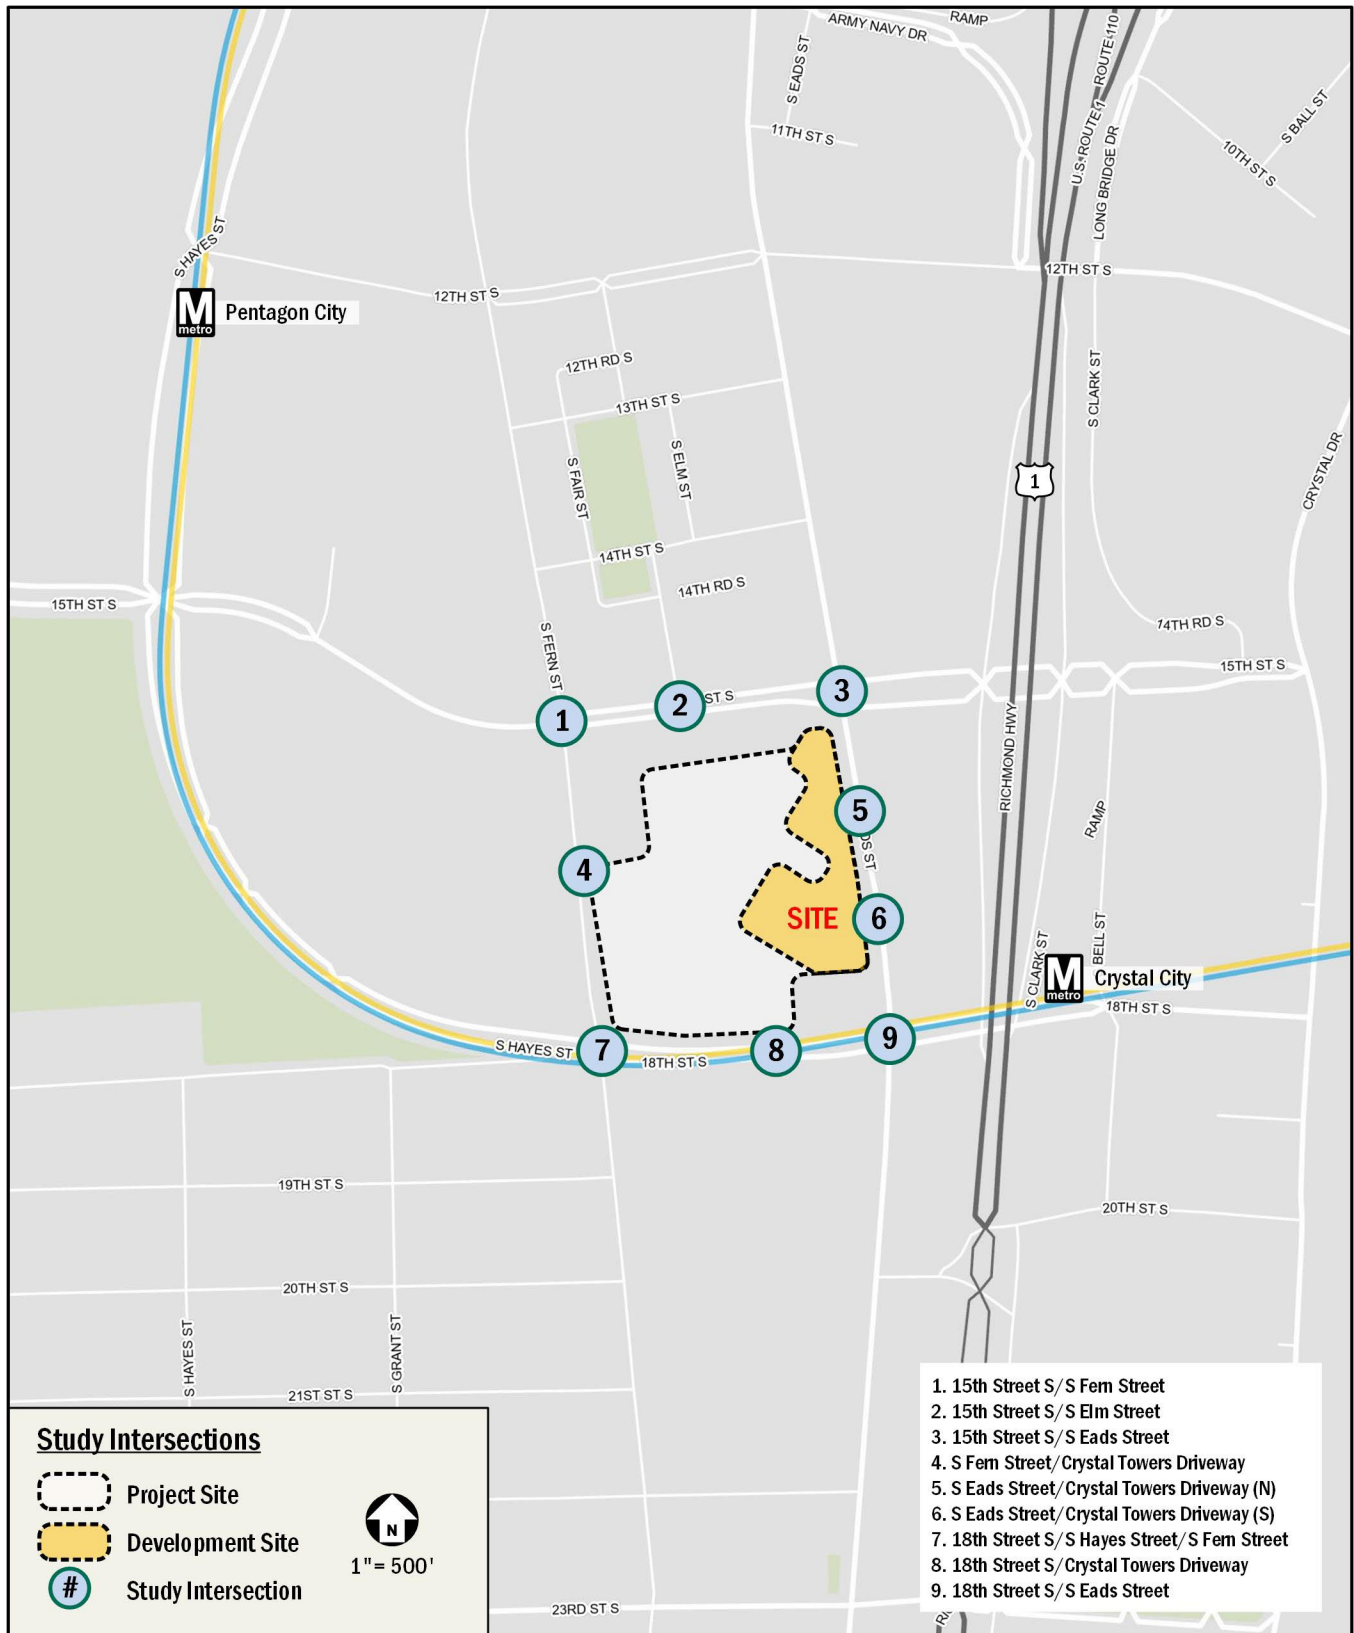 RAMP
ARMY NAVY DR
S EADS ST
11TH ST S
U.S. ROUTE 1
ROUTE 110
LONG BRIDGE DR
S BALL ST
10TH ST S
S HAYES ST
12TH ST S
12TH ST S
M
metro
Pentagon City
12TH RD S
13TH ST S
S FAIR ST
S ELM ST
S CLARK ST
CRYSTAL DR
1
14TH ST S
14TH RD S
15TH ST S
S FERN ST
14TH RD S
15TH ST S
1
2
ST S
3
RICHMOND HWY
RAMP
5
ST
4
SITE
6
S CLARK ST
BELL ST
M
metro
Crystal City
18TH ST S
S HAYES ST
7
18TH ST S
8
9
19TH ST S
20TH ST S
20TH ST S
S HAYES ST
S GRANT ST
21ST ST S
23RD ST S
Study Intersections
Project Site
Development Site
# Study Intersection
N
1"= 500'
1. 15th Street S/S Fern Street
2. 15th Street S/S Elm Street
3. 15th Street S/S Eads Street
4. S Fern Street/Crystal Towers Driveway
5. S Eads Street/Crystal Towers Driveway (N)
6. S Eads Street/Crystal Towers Driveway (S)
7. 18th Street S/S Hayes Street/S Fern Street
8. 18th Street S/Crystal Towers Driveway
9. 18th Street S/S Eads Street